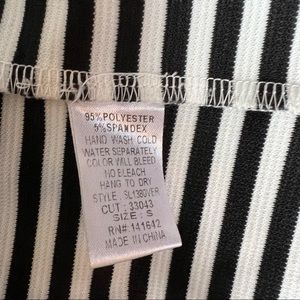 95% POLYESTER
5% SPANDEX
HAND WASH COLD
WATER SEPARATELY
COLOR WILL BLEED
NO BLEACH
HANG TO DRY
STYLE : SL1380VER
CUT : 33043
SIZE : S
RN#: 141642
MADE IN CHINA